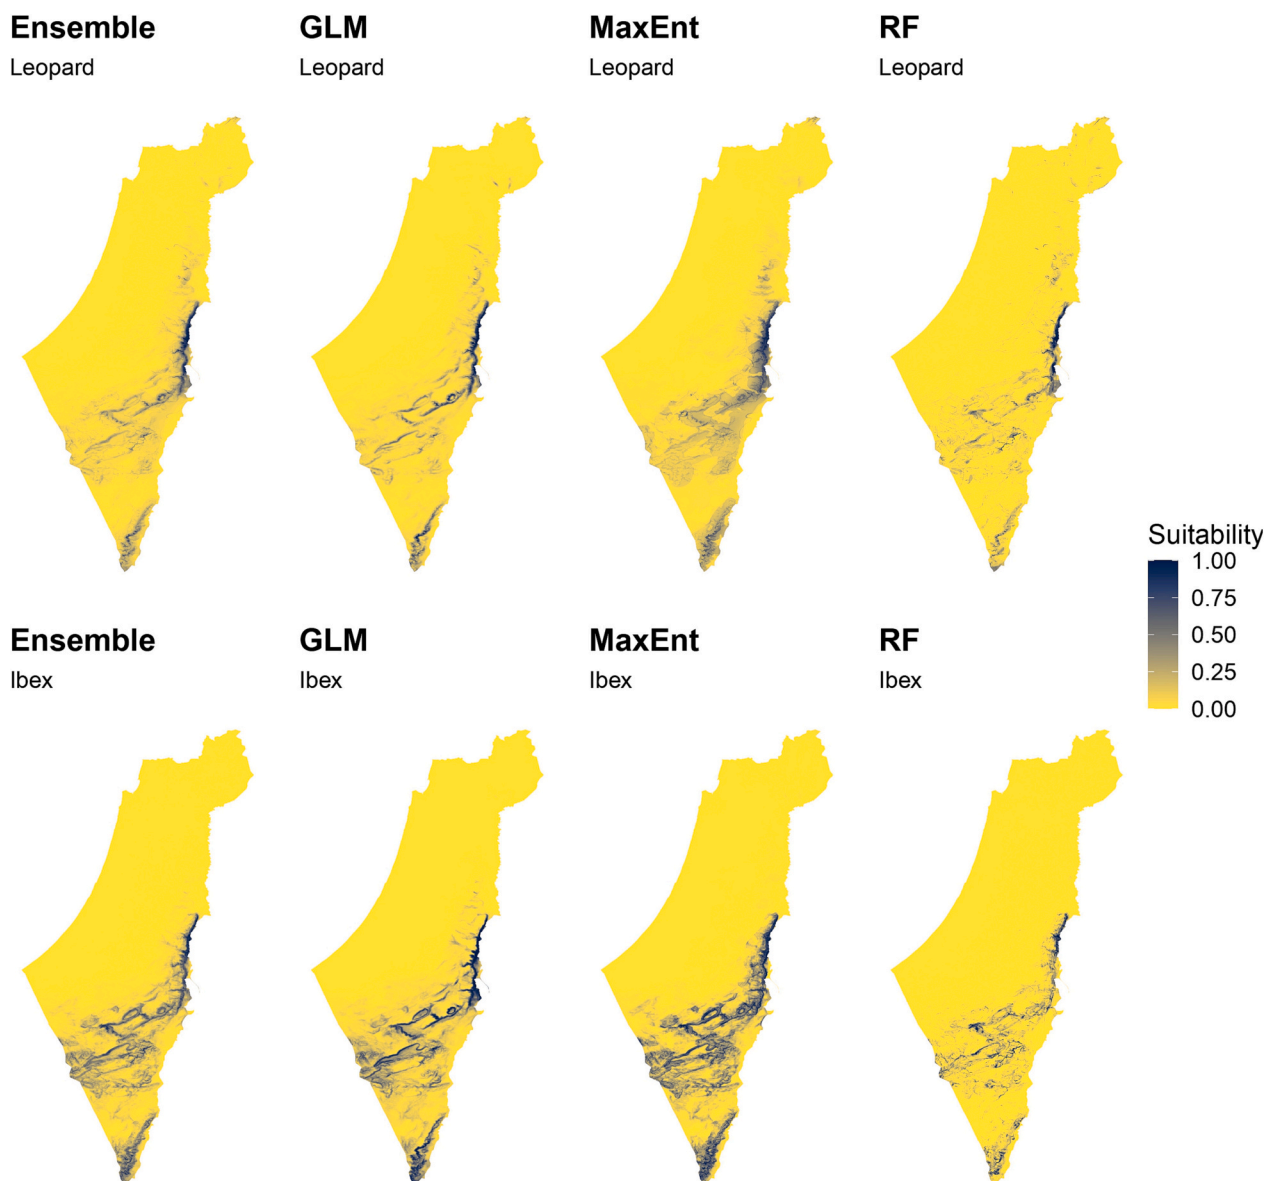 Ensemble
Leopard
GLM
Leopard
MaxEnt
Leopard
RF
Leopard
Suitability
1.00
0.75
0.50
0.25
0.00
Ensemble
Ibex
GLM
Ibex
MaxEnt
Ibex
RF
Ibex